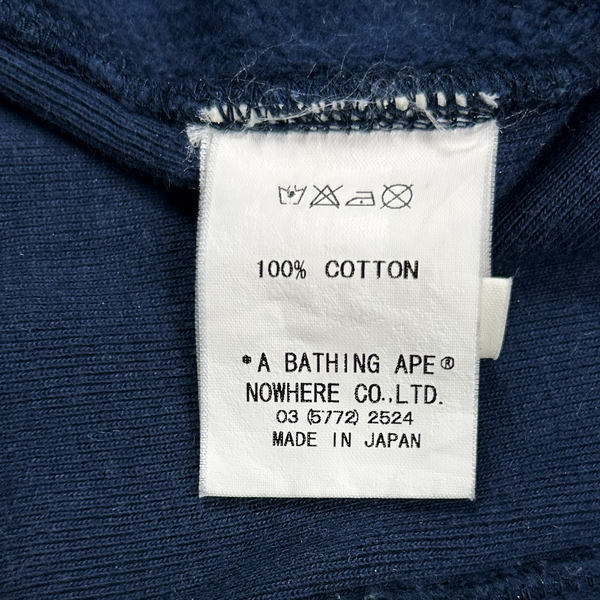 100% COTTON
•A BATHING APE®
NOWHERE CO.,LTD.
03 (5772) 2524
MADE IN JAPAN